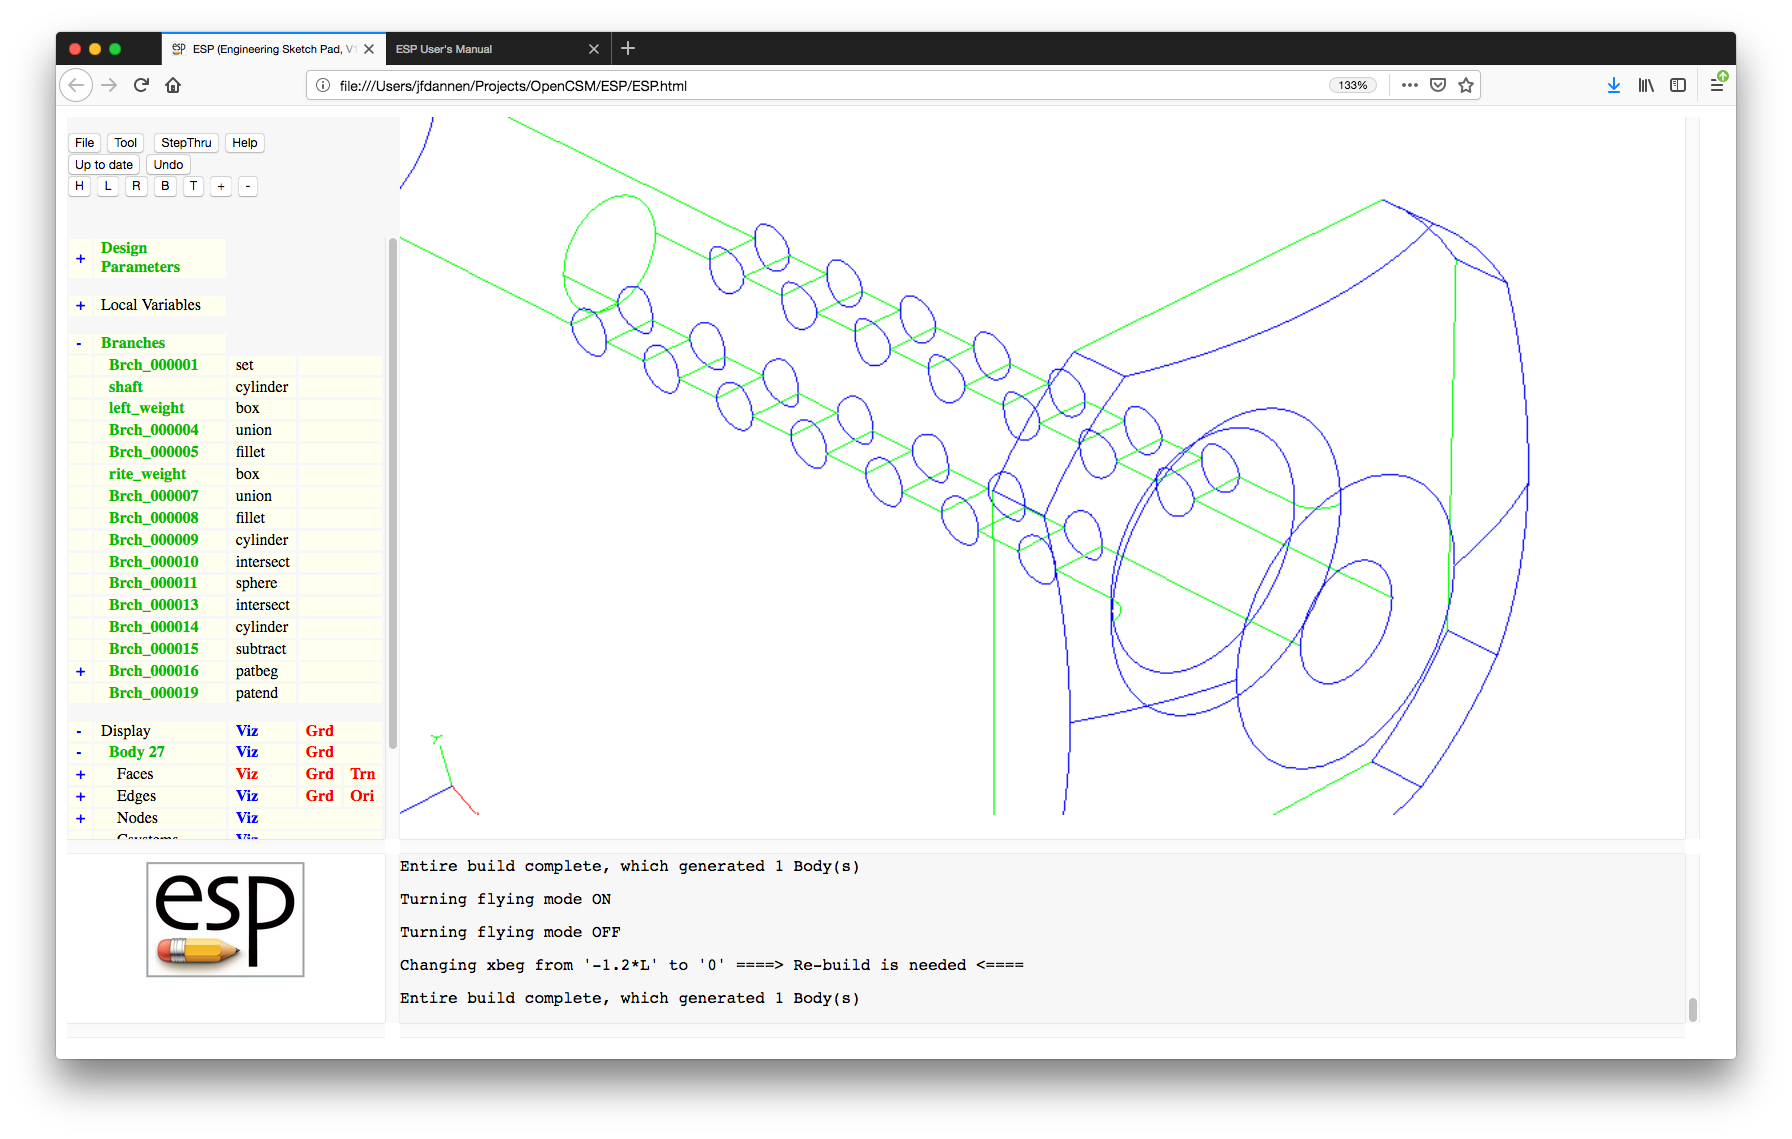 esp ESP (Engineering Sketch Pad, V1 ESP User's Manual
file:///Users/jfdannen/Projects/OpenCSM/ESP/ESP.html 133%
File Tool StepThru Help
Up to date Undo
H L R B T + -
+ Design
Parameters
+ Local Variables
- Branches
Brch_000001 set
shaft cylinder
left_weight box
Brch_000004 union
Brch_000005 fillet
rite_weight box
Brch_000007 union
Brch_000008 fillet
Brch_000009 cylinder
Brch_000010 intersect
Brch_000011 sphere
Brch_000013 intersect
Brch_000014 cylinder
Brch_000015 subtract
+ Brch_000016 patbeg
Brch_000019 patend
- Display Viz Grd
- Body 27 Viz Grd
+ Faces Viz Grd Trn
+ Edges Viz Grd Ori
+ Nodes Viz
Csystems Viz
Y
esp
Entire build complete, which generated 1 Body(s)
Turning flying mode ON
Turning flying mode OFF
Changing xbeg from '-1.2*L' to '0' ====> Re-build is needed <====
Entire build complete, which generated 1 Body(s)